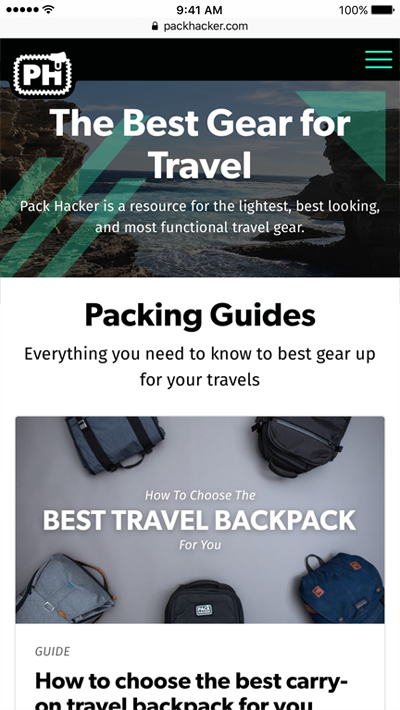 9:41 AM
100%
packhacker.com
PH
The Best Gear for
Travel
Pack Hacker is a resource for the lightest, best looking,
and most functional travel gear.
Packing Guides
Everything you need to know to best gear up
for your travels
How To Choose The
BEST TRAVEL BACKPACK
For You
PACK
HACKER
GUIDE
How to choose the best carry-
on travel backpack for you